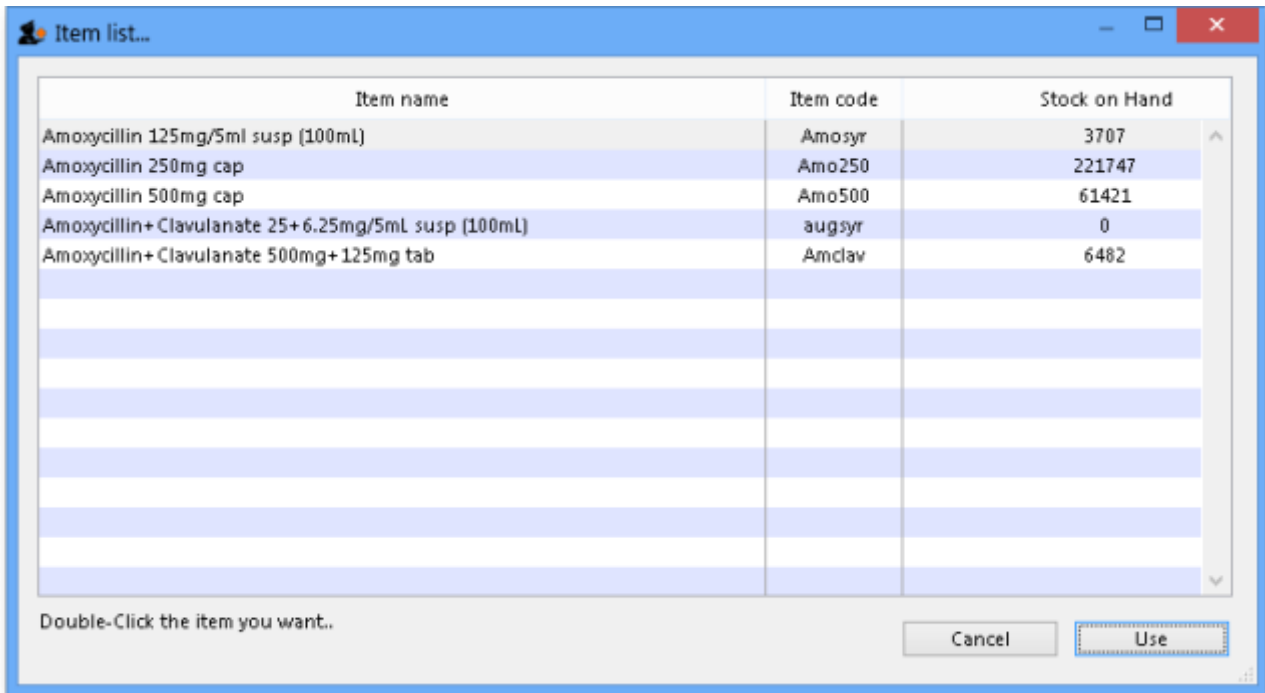 Item list...
Item name Item code Stock on Hand
Amoxycillin 125mg/5ml susp (100mL) Amosyr 3707
Amoxycillin 250mg cap Amo250 221747
Amoxycillin 500mg cap Amo500 61421
Amoxycillin+Clavulanate 25+6.25mg/5mL susp (100mL) augsyr 0
Amoxycillin+Clavulanate 500mg+125mg tab Amclav 6482
Double-Click the item you want..
Cancel Use